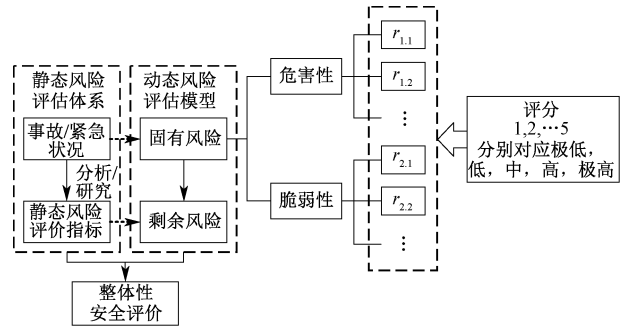 静态风险
评估体系
事故/紧急
状况
分析/
研究
静态风险
评价指标
动态风险
评估模型
固有风险
剩余风险
整体性
安全评价
危害性
脆弱性
r1.1
r1.2
⋮
r2.1
r2.2
⋮
评分
1,2,…5
分别对应极低,
低,中,高,极高